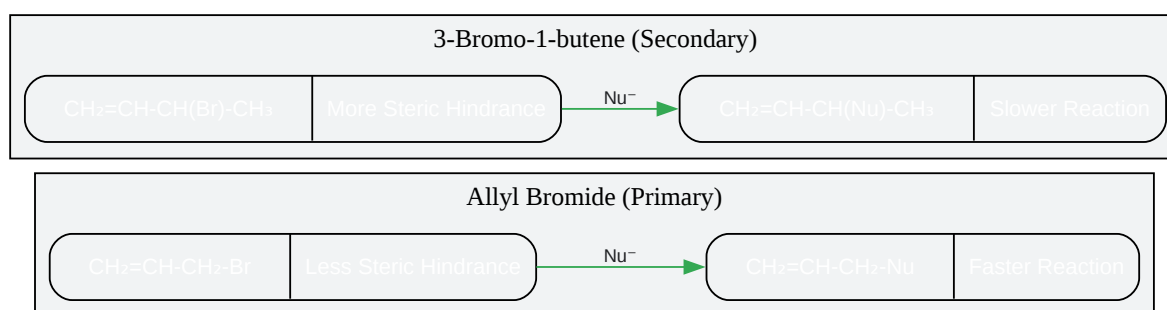 3-Bromo-1-butene (Secondary)
CH₂=CH-CH(Br)-CH₃ More Steric Hindrance Nu⁻ CH₂=CH-CH(Nu)-CH₃ Slower Reaction
Allyl Bromide (Primary)
CH₂=CH-CH₂-Br Less Steric Hindrance Nu⁻ CH₂=CH-CH₂-Nu Faster Reaction